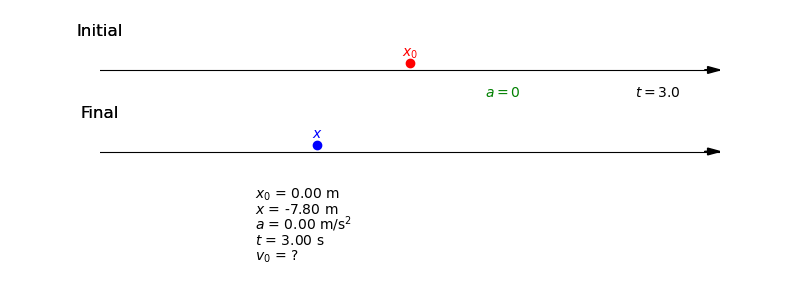 Initial
x₀
a = 0
t = 3.0
Final
x
x₀ = 0.00 m
x = -7.80 m
a = 0.00 m/s²
t = 3.00 s
v₀ = ?